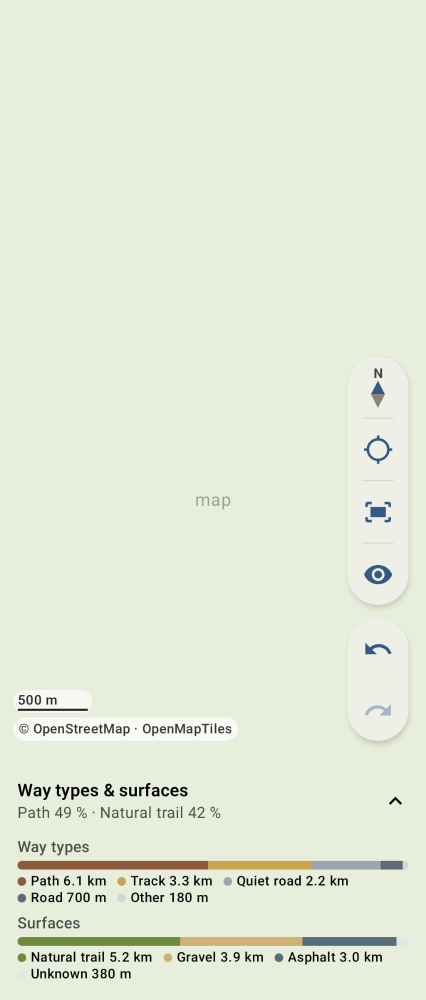 N
map
500 m
© OpenStreetMap · OpenMapTiles
Way types & surfaces
Path 49 % · Natural trail 42 %
Way types
Path 6.1 km Track 3.3 km Quiet road 2.2 km
Road 700 m Other 180 m
Surfaces
Natural trail 5.2 km Gravel 3.9 km Asphalt 3.0 km
Unknown 380 m